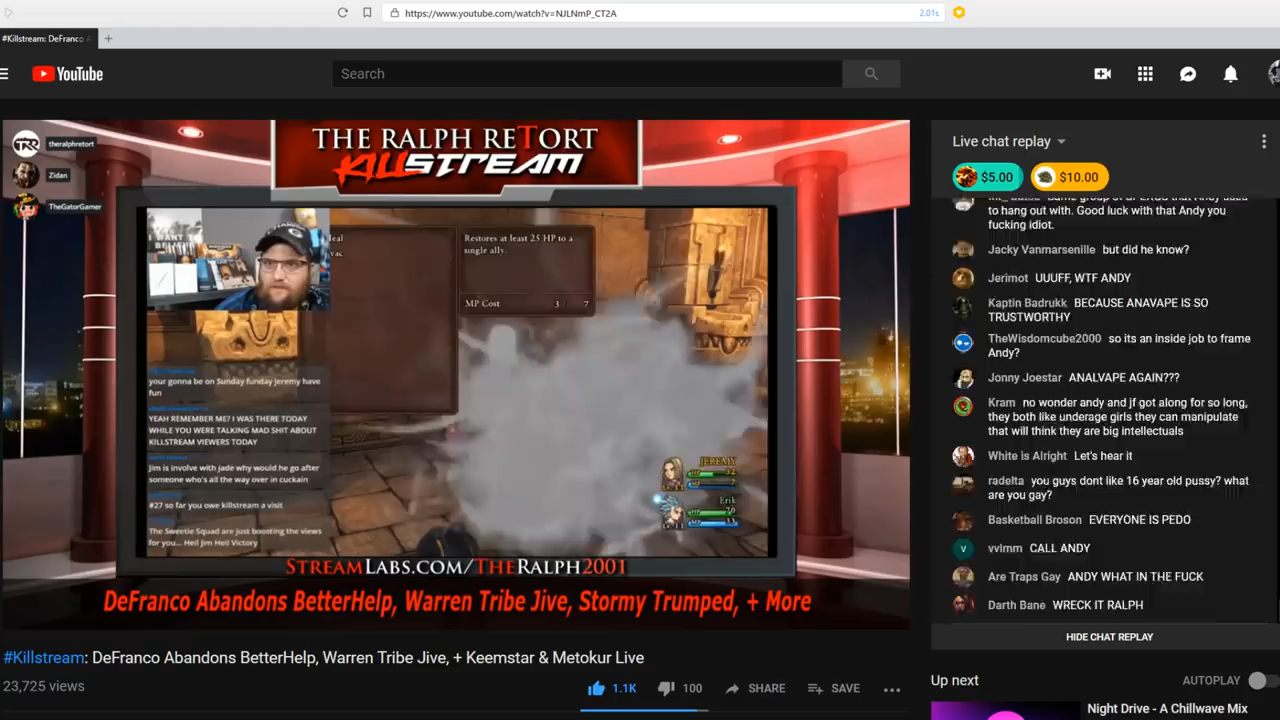 https://www.youtube.com/watch?v=NJLNmP_CT2A
2.01s
#Killstream: DeFranco A
YouTube
Search
THE RALPH RETORT
KILLSTREAM
TRR
theralphretort
Zidan
TheGatorGamer
I WANT TO
Heal
vac
Restores at least 25 HP to a
single ally.
MP Cost 3 / 7
your gonna be on Sunday funday jeremy have
fun
YEAH REMEMBER ME? I WAS THERE TODAY
WHILE YOU WERE TALKING MAD SHIT ABOUT
KILLSTREAM VIEWERS TODAY
Jim is involve with jade why would he go after
someone who's all the way over in cuckain
#27 so far you owe killstream a visit
The Sweetie Squad are just boosting the views
for you... Heil Jim Heil Victory
JEREMY
7
Erik
STREAMLABS.COM/THERALPH2001
DeFranco Abandons BetterHelp, Warren Tribe Jive, Stormy Trumped, + More
#Killstream: DeFranco Abandons BetterHelp, Warren Tribe Jive, + Keemstar & Metokur Live
23,725 views
1.1K
100
SHARE
SAVE
Live chat replay
$5.00
$10.00
to hang out with. Good luck with that Andy you
fucking idiot.
Jacky Vanmarsenille but did he know?
Jerimot UUUFF, WTF ANDY
Kaptin Badrukk BECAUSE ANAVAPE IS SO
TRUSTWORTHY
TheWisdomcube2000 so its an inside job to frame
Andy?
Jonny Joestar ANALVAPE AGAIN???
Kram no wonder andy and jf got along for so long,
they both like underage girls they can manipulate
that will think they are big intellectuals
White is Alright Let's hear it
radelta you guys dont like 16 year old pussy? what
are you gay?
Basketball Broson EVERYONE IS PEDO
v
vvlmm CALL ANDY
Are Traps Gay ANDY WHAT IN THE FUCK
Darth Bane WRECK IT RALPH
HIDE CHAT REPLAY
Up next
AUTOPLAY
Night Drive - A Chillwave Mix